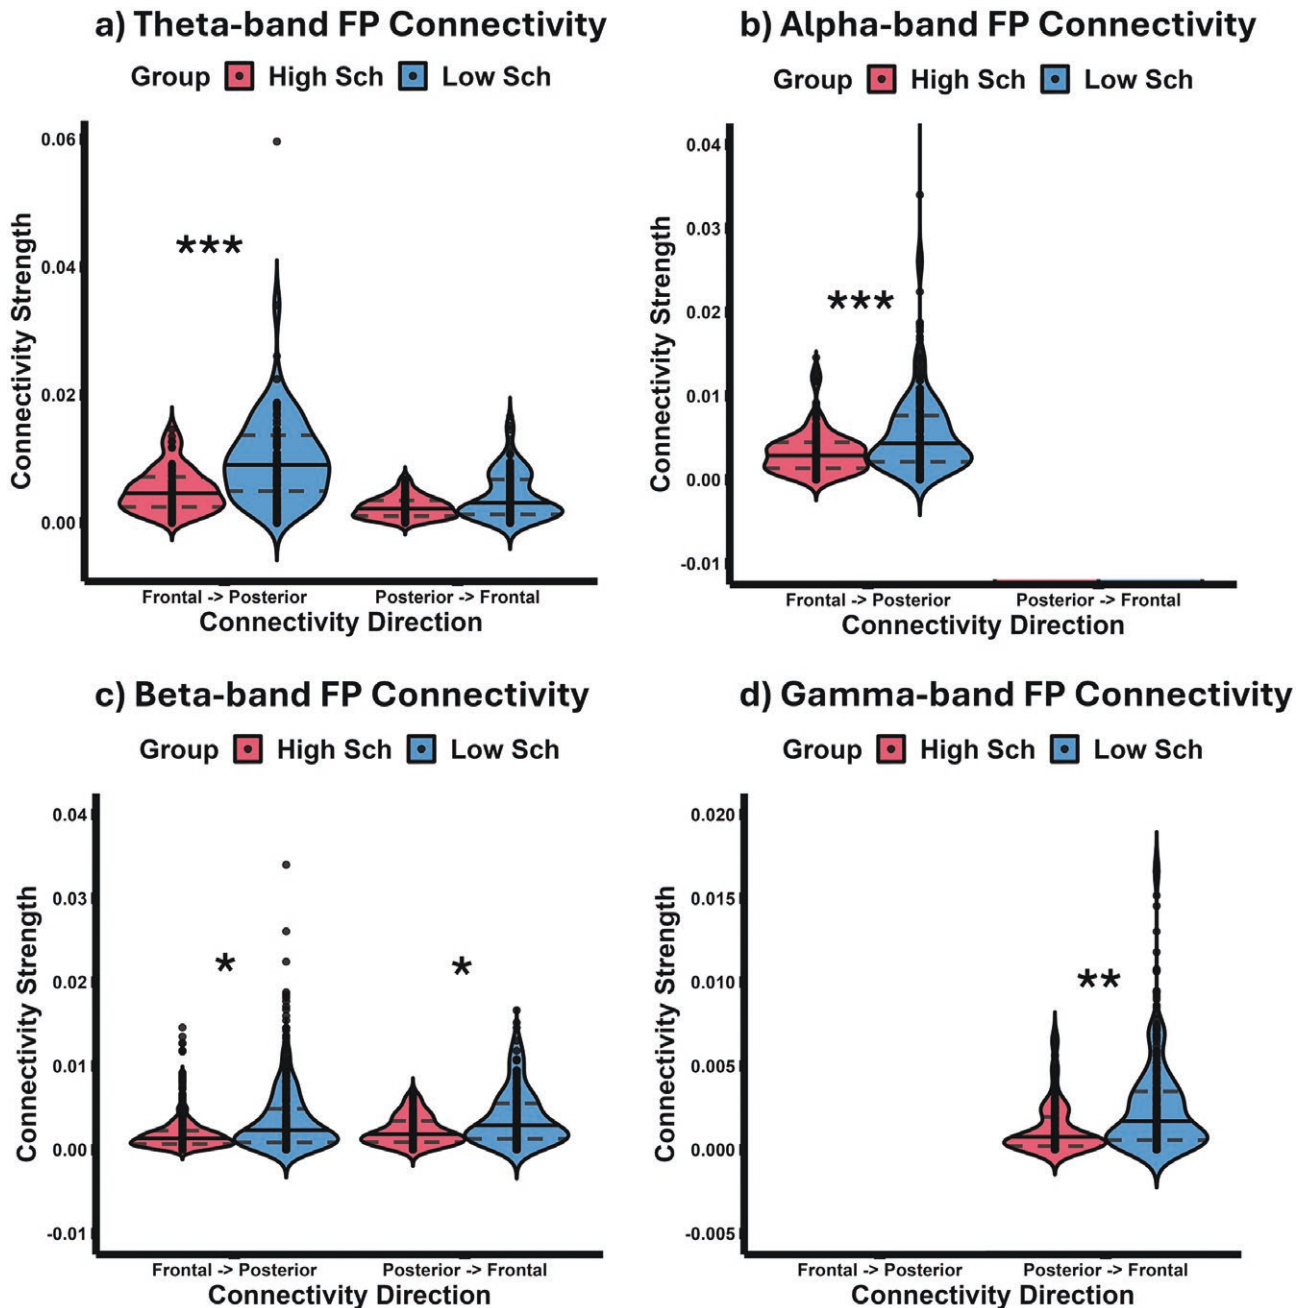 a) Theta-band FP Connectivity
Group High Sch Low Sch
0.06
0.04
0.02
0.00
Connectivity Strength
***
Frontal -> Posterior Posterior -> Frontal
Connectivity Direction
b) Alpha-band FP Connectivity
Group High Sch Low Sch
0.04
0.03
0.02
0.01
0.00
-0.01
Connectivity Strength
***
Frontal -> Posterior Posterior -> Frontal
Connectivity Direction
c) Beta-band FP Connectivity
Group High Sch Low Sch
0.04
0.03
0.02
0.01
0.00
-0.01
Connectivity Strength
* *
Frontal -> Posterior Posterior -> Frontal
Connectivity Direction
d) Gamma-band FP Connectivity
Group High Sch Low Sch
0.020
0.015
0.010
0.005
0.000
-0.005
Connectivity Strength
**
Frontal -> Posterior Posterior -> Frontal
Connectivity Direction